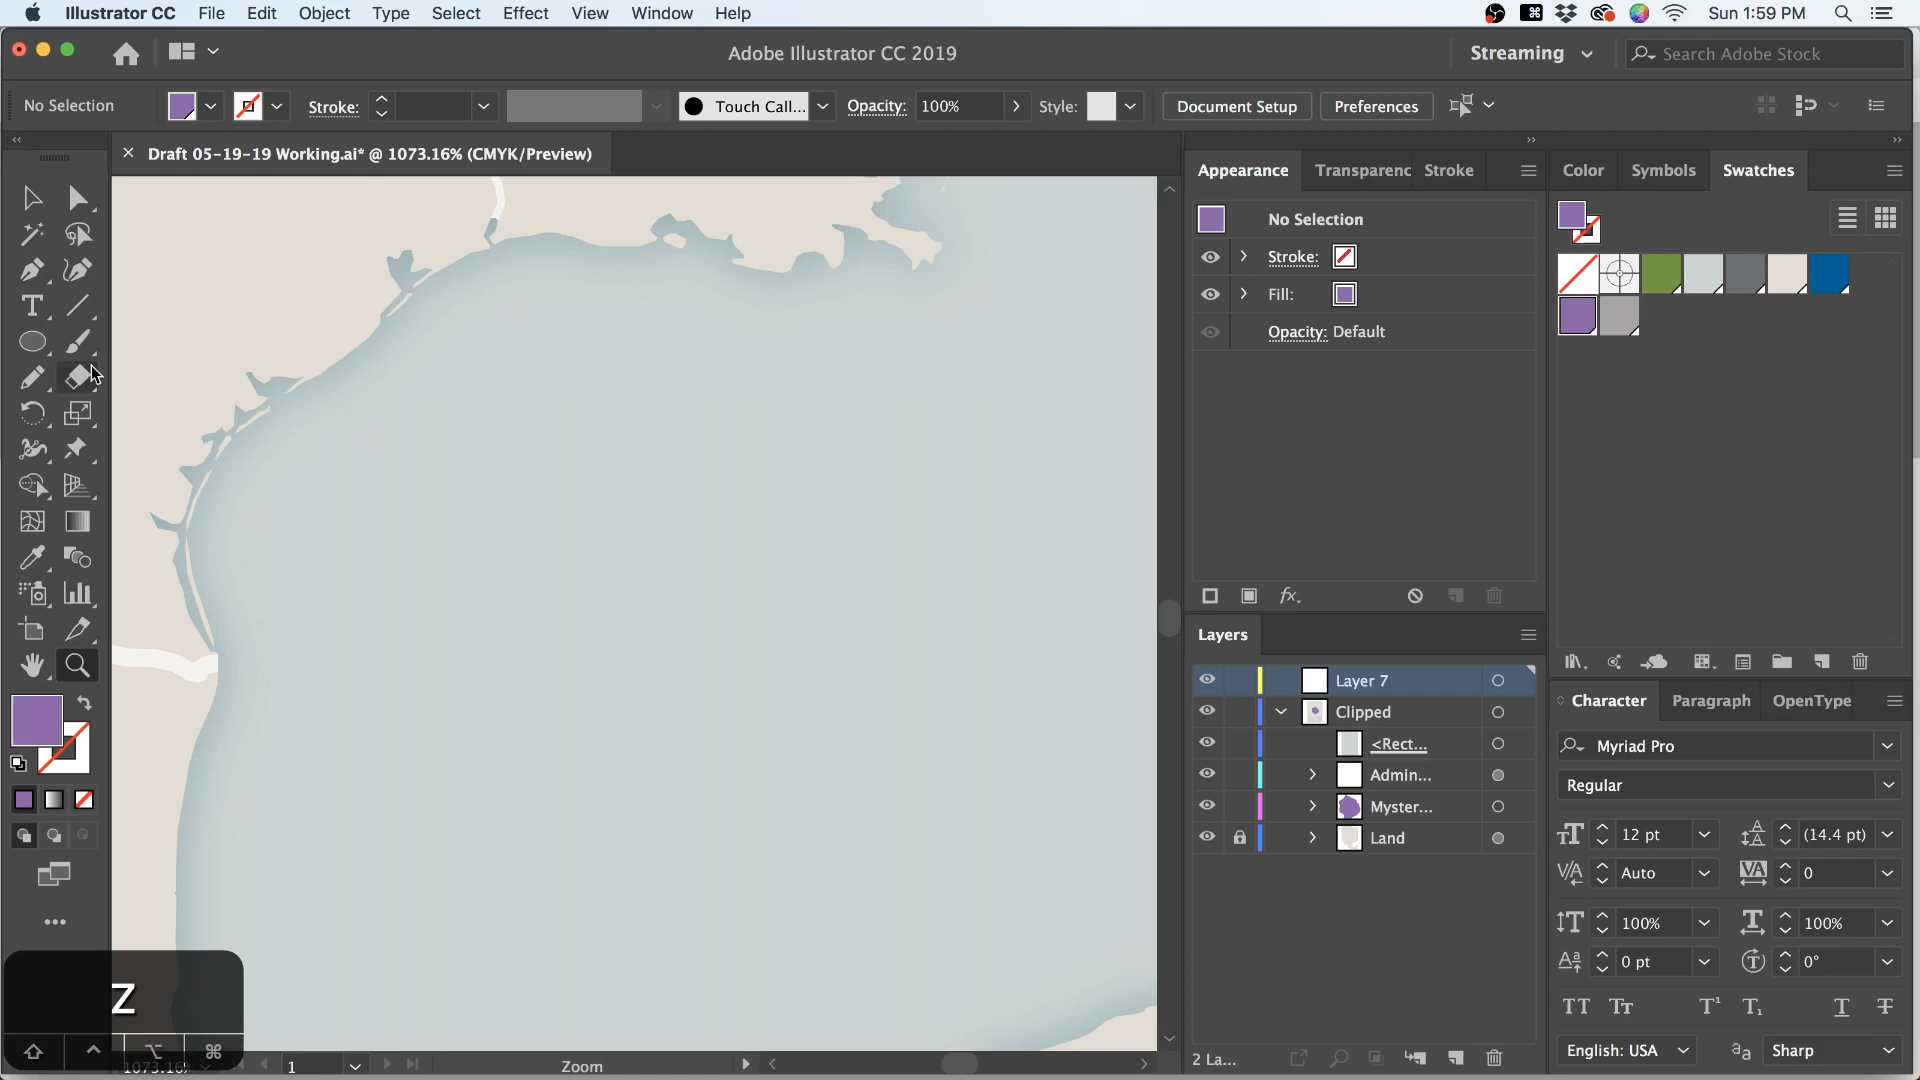 Illustrator CC File Edit Object Type Select Effect View Window Help Sun 1:59 PM
Adobe Illustrator CC 2019 Streaming Search Adobe Stock
No Selection Stroke: Touch Call... Opacity: 100% Style: Document Setup Preferences
Draft 05-19-19 Working.ai* @ 1073.16% (CMYK/Preview)
Appearance Transparenc Stroke
No Selection
Stroke:
Fill:
Opacity: Default
Color Symbols Swatches
fx.
Layers
Layer 7
Clipped
<Rect...
Admin...
Myster...
Land
2 La...
Character Paragraph OpenType
Myriad Pro
Regular
12 pt (14.4 pt)
Auto 0
100% 100%
0 pt 0°
English: USA Sharp
Z
1073.16% 1 Zoom